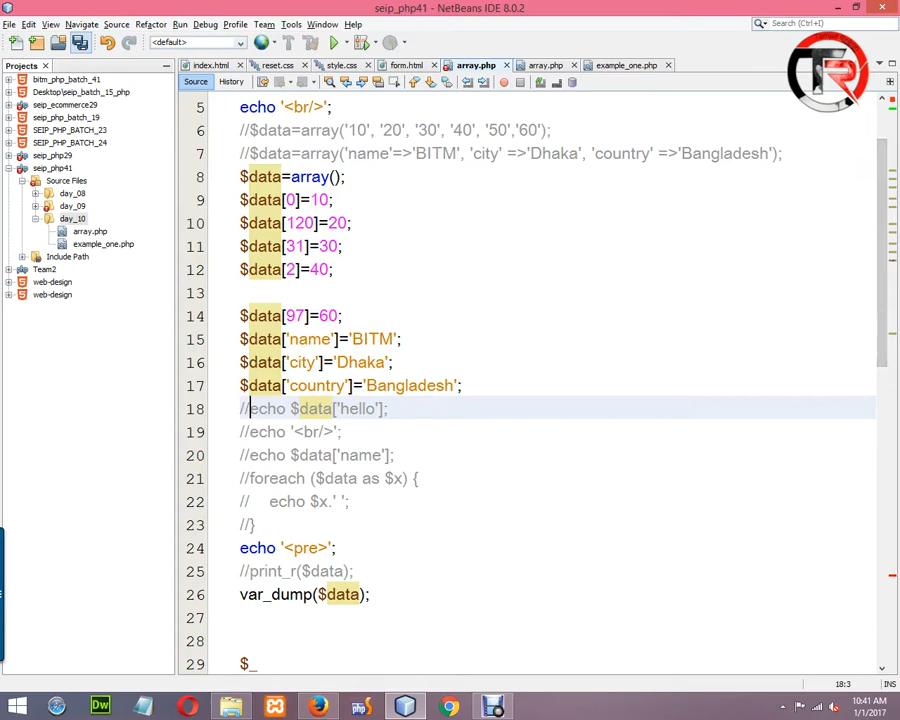 seip_php41 - NetBeans IDE 8.0.2
File Edit View Navigate Source Refactor Run Debug Profile Team Tools Window Help
Search (Ctrl+I)
<default>
Projects
index.html reset.css style.css form.html array.php array.php example_one.php
Source History
bitm_php_batch_41
Desktop\seip_batch_15_php
seip_ecommerce29
seip_php_batch_19
SEIP_PHP_BATCH_23
SEIP_PHP_BATCH_24
seip_php29
seip_php41
Source Files
day_08
day_09
day_10
array.php
example_one.php
Include Path
Team2
web-design
web-design
TR
5 echo '<br/>';
6 //$data=array('10', '20', '30', '40', '50','60');
7 //$data=array('name'=>'BITM', 'city' =>'Dhaka', 'country' =>'Bangladesh');
8 $data=array();
9 $data[0]=10;
10 $data[120]=20;
11 $data[31]=30;
12 $data[2]=40;
13
14 $data[97]=60;
15 $data['name']='BITM';
16 $data['city']='Dhaka';
17 $data['country']='Bangladesh';
18 //echo $data['hello'];
19 //echo '<br/>';
20 //echo $data['name'];
21 //foreach ($data as $x) {
22 //    echo $x.' ';
23 //}
24 echo '<pre>';
25 //print_r($data);
26 var_dump($data);
27
28
29 $_
18:3 INS
Dw
10:41 AM
1/1/2017